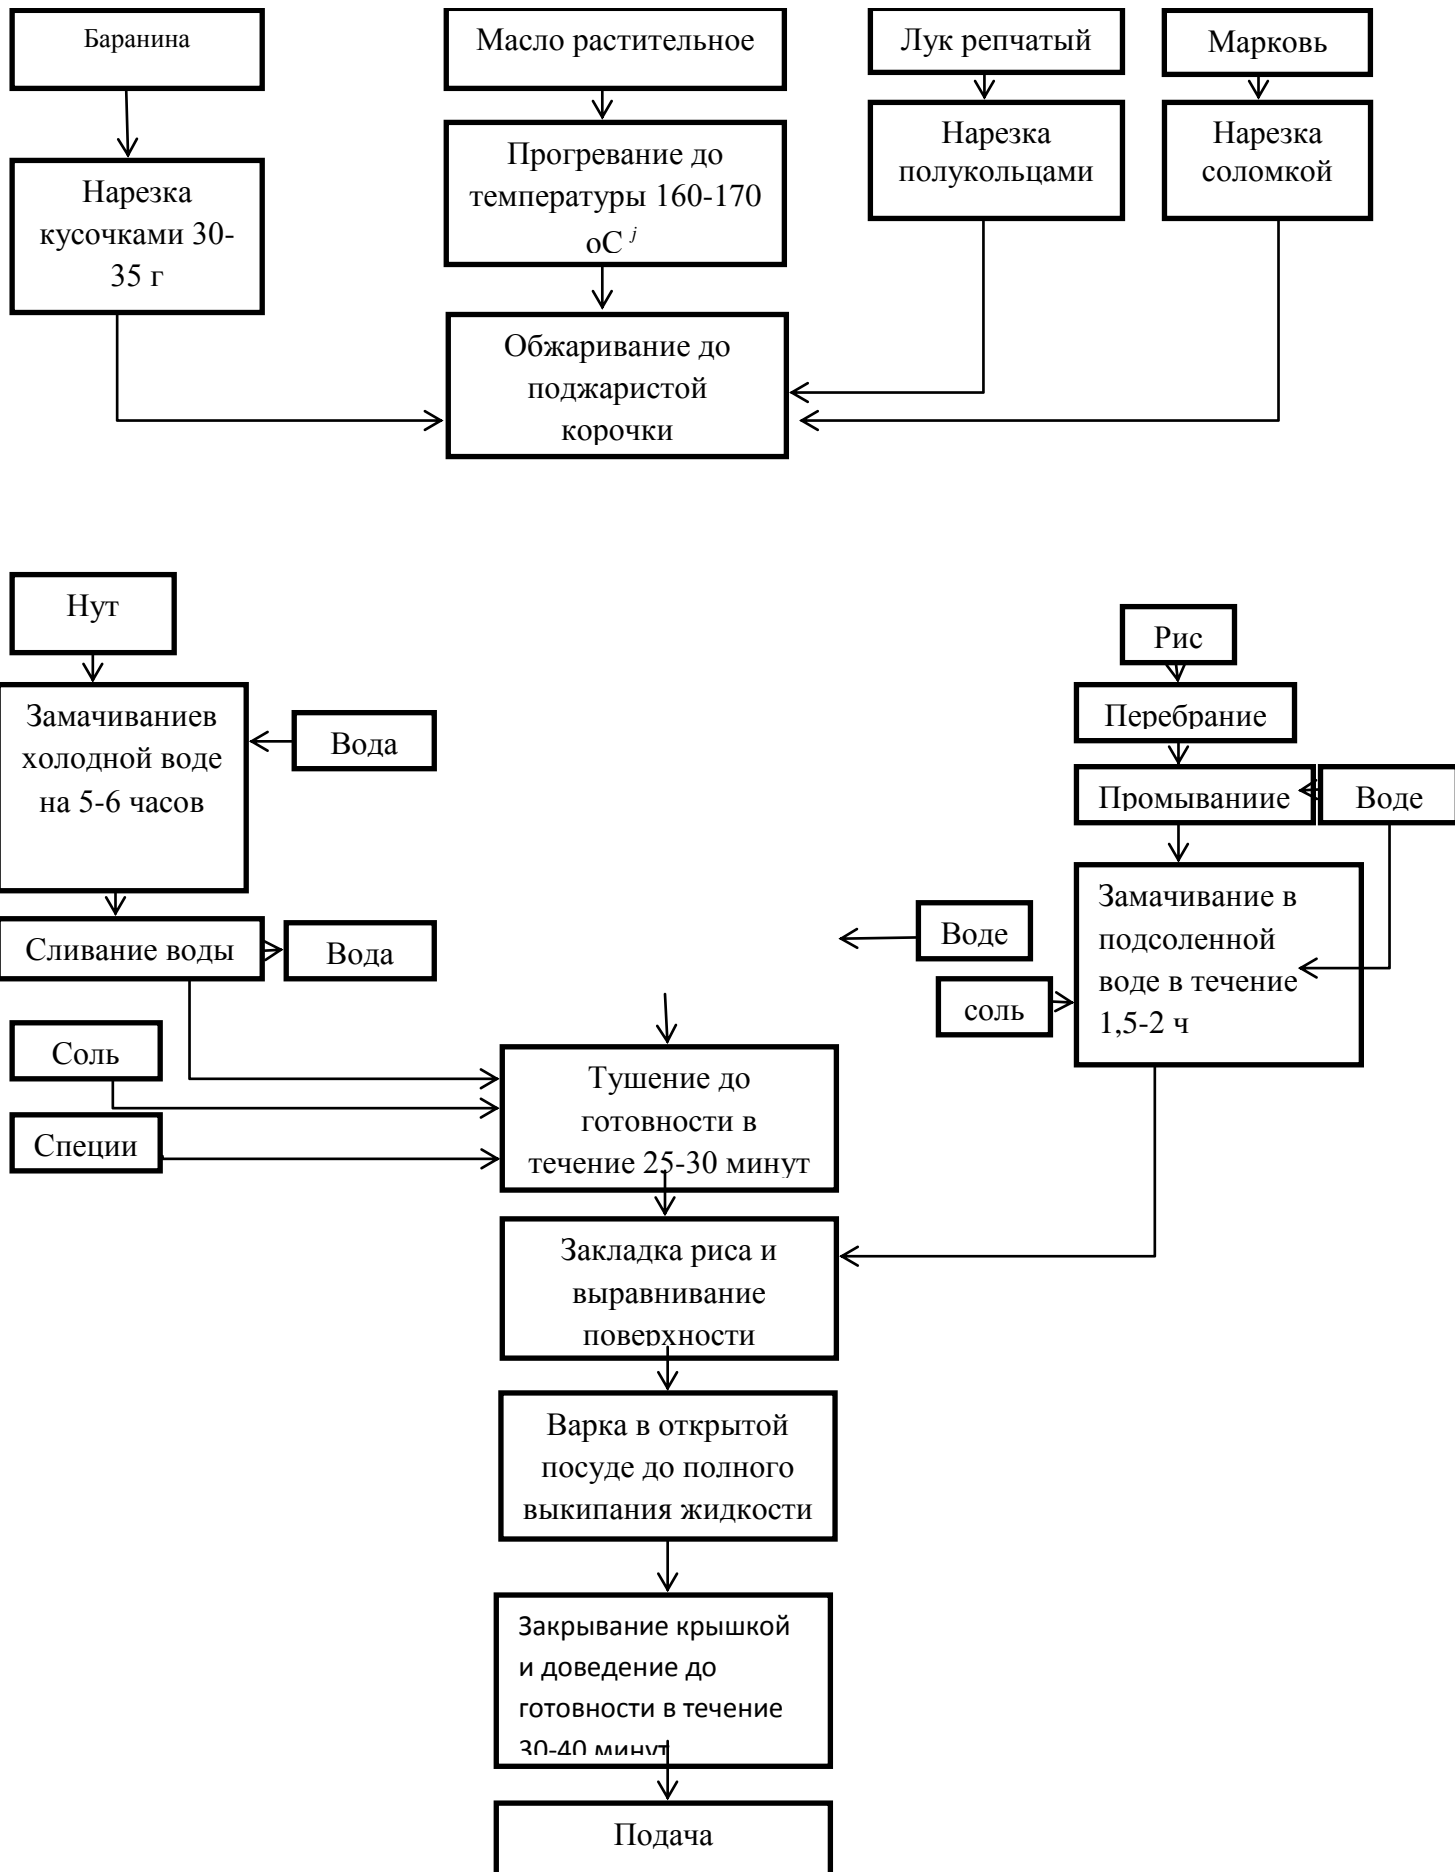 Баранина
Масло растительное
Лук репчатый
Марковь
Нарезка
кусочками 30-
35 г
Прогревание до
температуры 160-170
оС j
Нарезка
полукольцами
Нарезка
соломкой
Обжаривание до
поджаристой
корочки
Нут
Рис
Замачиваниев
холодной воде
на 5-6 часов
Вода
Перебрание
Промываниие
Воде
Сливание воды
Вода
Воде
соль
Замачивание в
подсоленной
воде в течение
1,5-2 ч
Соль
Специи
Тушение до
готовности в
течение 25-30 минут
Закладка риса и
выравнивание
поверхности
Варка в открытой
посуде до полного
выкипания жидкости
Закрывание крышкой
и доведение до
готовности в течение
30-40 минут
Подача